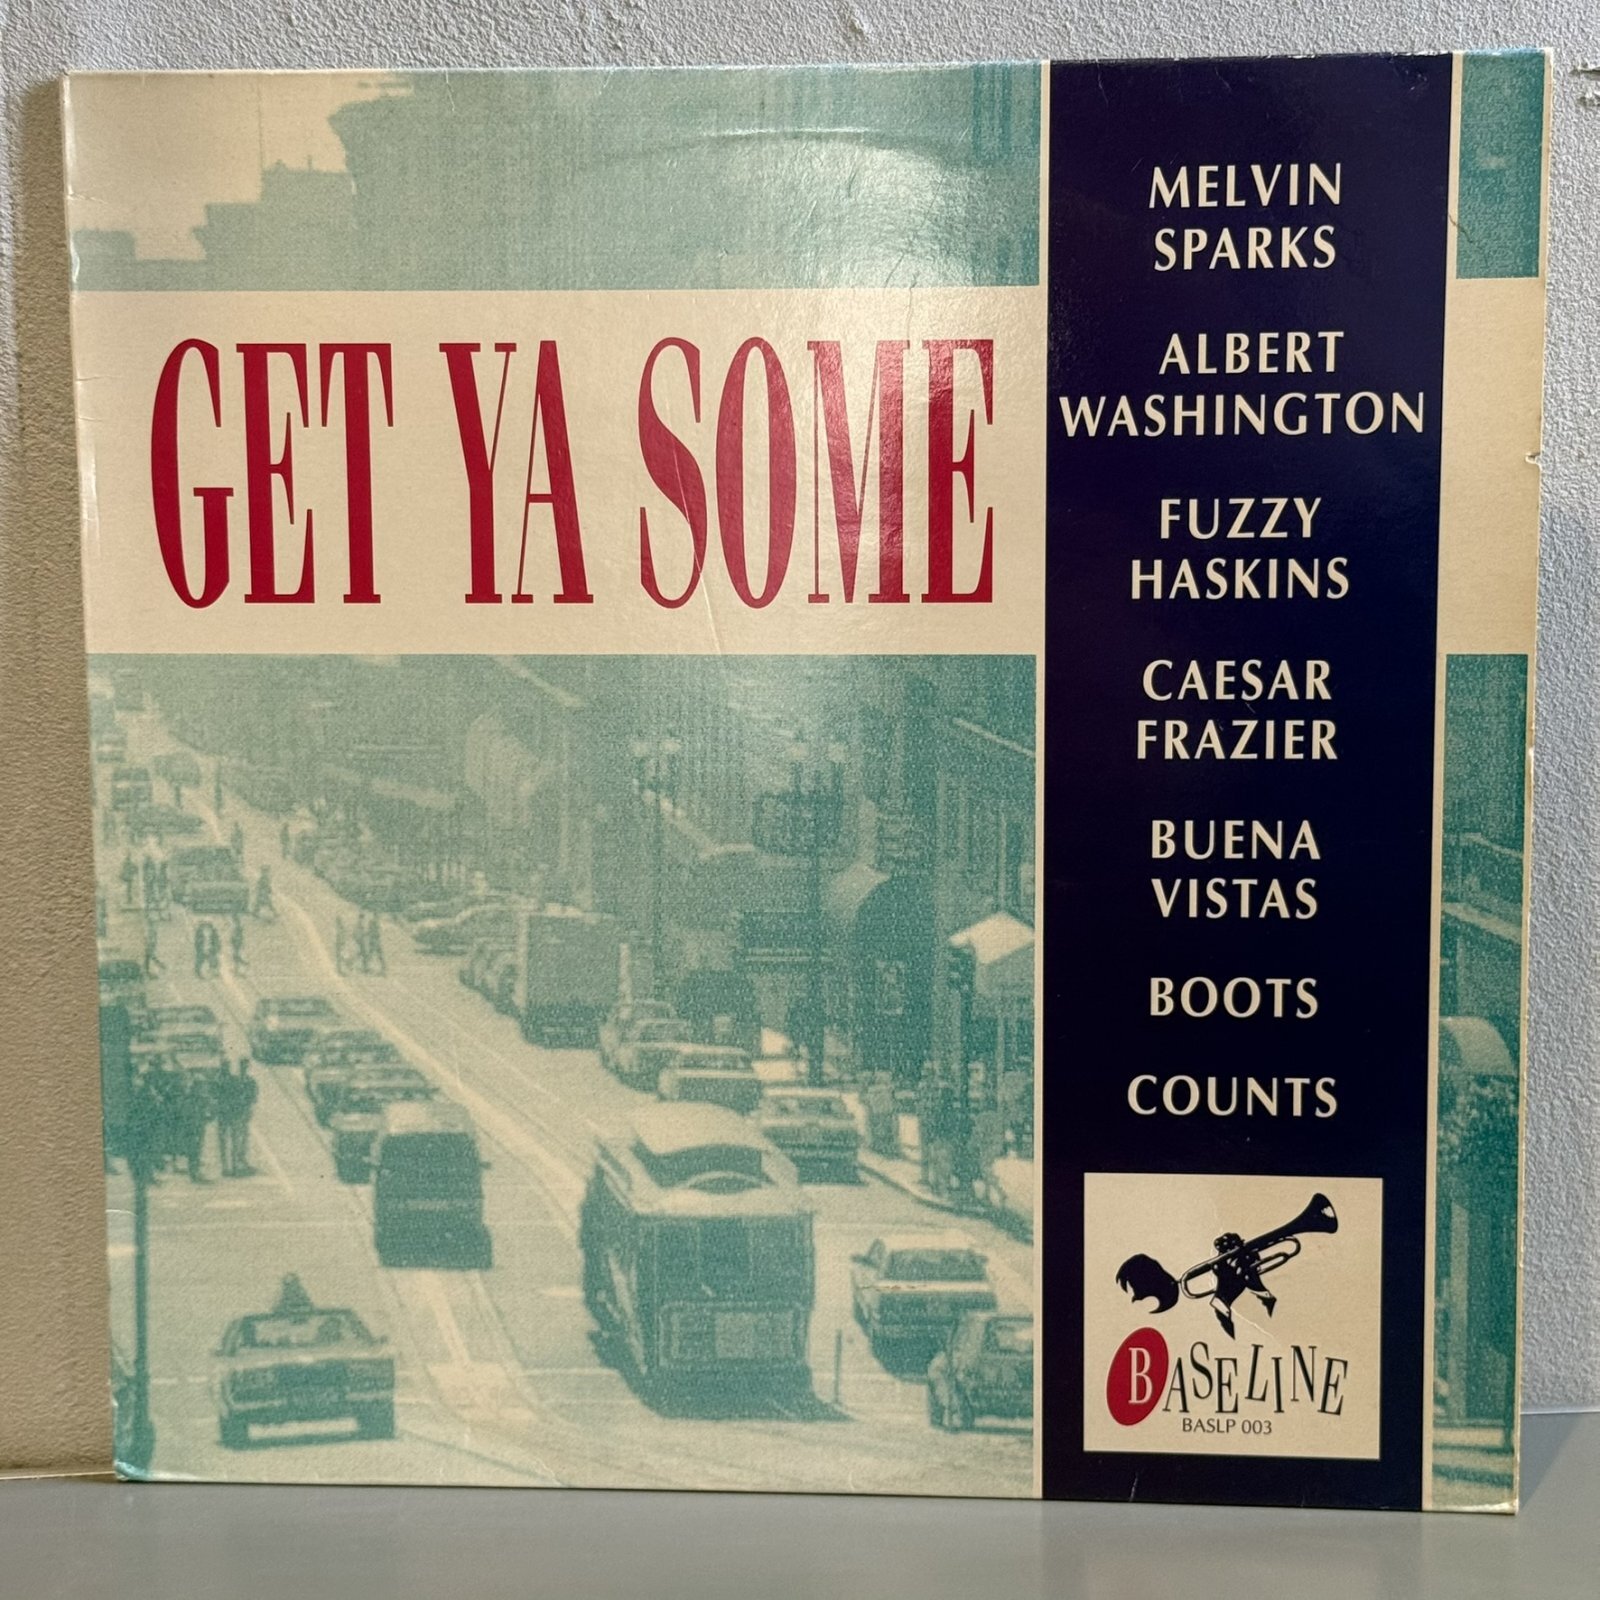 GET YA SOME
MELVIN
SPARKS
ALBERT
WASHINGTON
FUZZY
HASKINS
CAESAR
FRAZIER
BUENA
VISTAS
BOOTS
COUNTS
BASELINE
BASLP 003